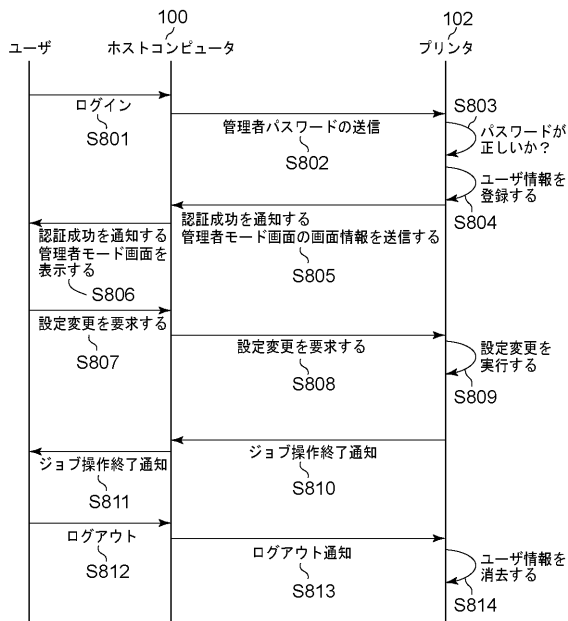 100
102
ユーザ
ホストコンピュータ
プリンタ
ログイン
S801
管理者パスワードの送信
S802
S803
パスワードが
正しいか?
ユーザ情報を
登録する
S804
認証成功を通知する
管理者モード画面の画面情報を送信する
S805
認証成功を通知する
管理者モード画面を
表示する
S806
設定変更を要求する
S807
設定変更を要求する
S808
設定変更を
実行する
S809
ジョブ操作終了通知
S810
ジョブ操作終了通知
S811
ログアウト
S812
ログアウト通知
S813
ユーザ情報を
消去する
S814